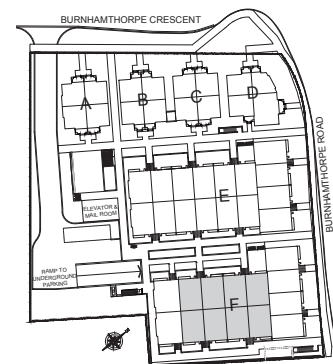 BURNHAMTHORPE CRESCENT
A
B
C
D
E
BURNHAMTHORPE ROAD
ELEVATOR &
MAIL ROOM
RAMP TO
UNDERGROUND
PARKING
F